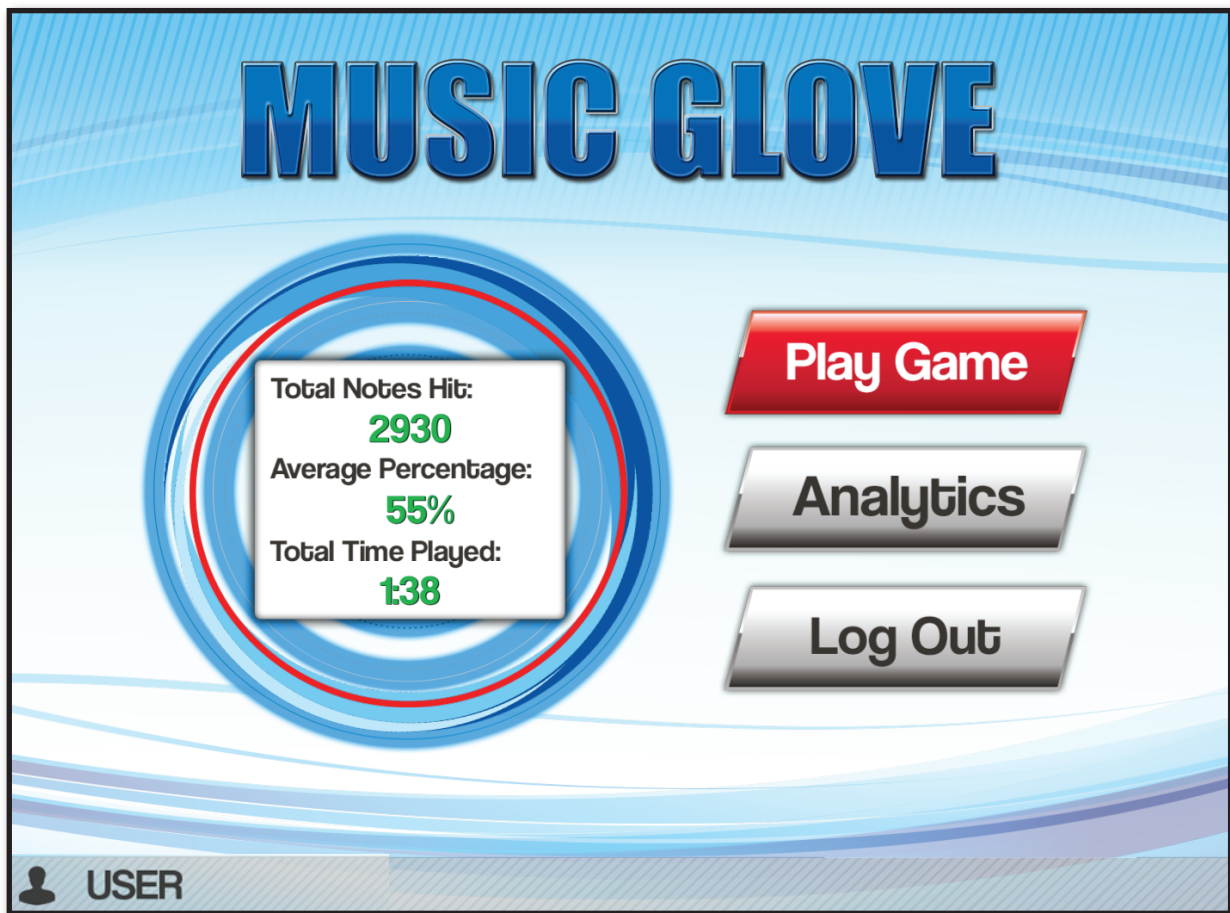 MUSIC GLOVE
Total Notes Hit:
2930
Average Percentage:
55%
Total Time Played:
1:38
Play Game
Analytics
Log Out
USER